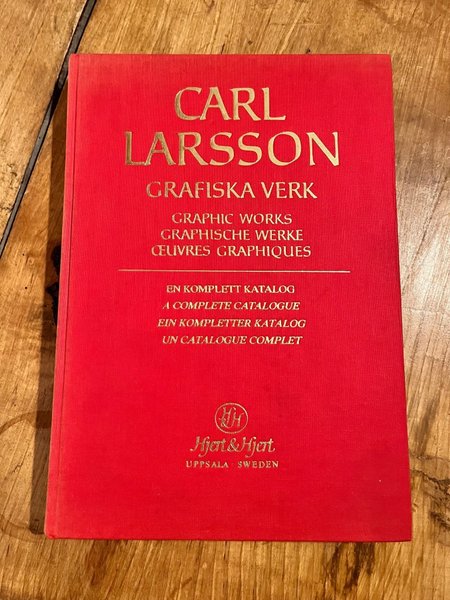 CARL
LARSSON
GRAFISKA VERK
GRAPHIC WORKS
GRAPHISCHE WERKE
ŒUVRES GRAPHIQUES
EN KOMPLETT KATALOG
A COMPLETE CATALOGUE
EIN KOMPLETTER KATALOG
UN CATALOGUE COMPLET
H&H
Hjert & Hjert
UPPSALA SWEDEN